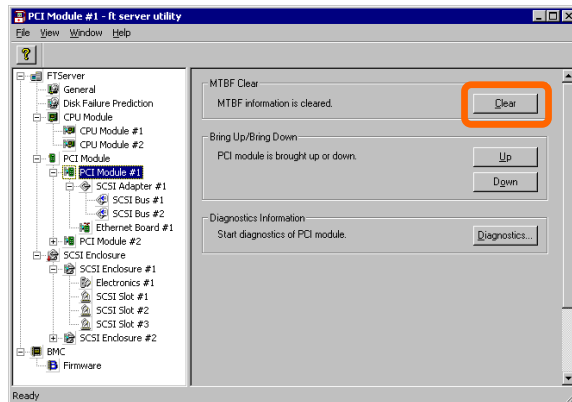 PCI Module #1 - ft server utility
File View Window Help
FTServer
General
Disk Failure Prediction
CPU Module
CPU Module #1
CPU Module #2
PCI Module
PCI Module #1
SCSI Adapter #1
SCSI Bus #1
SCSI Bus #2
Ethernet Board #1
PCI Module #2
SCSI Enclosure
SCSI Enclosure #1
Electronics #1
SCSI Slot #1
SCSI Slot #2
SCSI Slot #3
SCSI Enclosure #2
BMC
Firmware
MTBF Clear
MTBF information is cleared.
Clear
Bring Up/Bring Down
PCI module is brought up or down.
Up
Down
Diagnostics Information
Start diagnostics of PCI module.
Diagnostics...
Ready